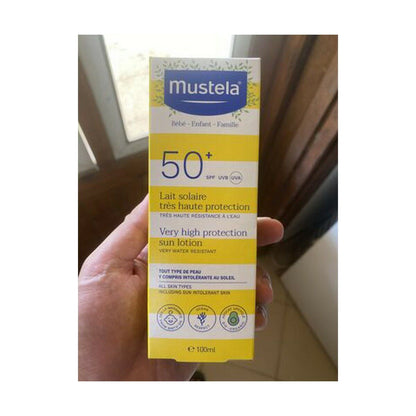 mustela
Bébé - Enfant - Famille
50+
SPF UVB UVA
Lait solaire
très haute protection
TRÈS HAUTE RÉSISTANCE À L'EAU
Very high protection
sun lotion
VERY WATER RESISTANT
TOUT TYPE DE PEAU
Y COMPRIS INTOLÉRANTE AU SOLEIL
ALL SKIN TYPES
INCLUDING SUN INTOLERANT SKIN
℮ 100ml